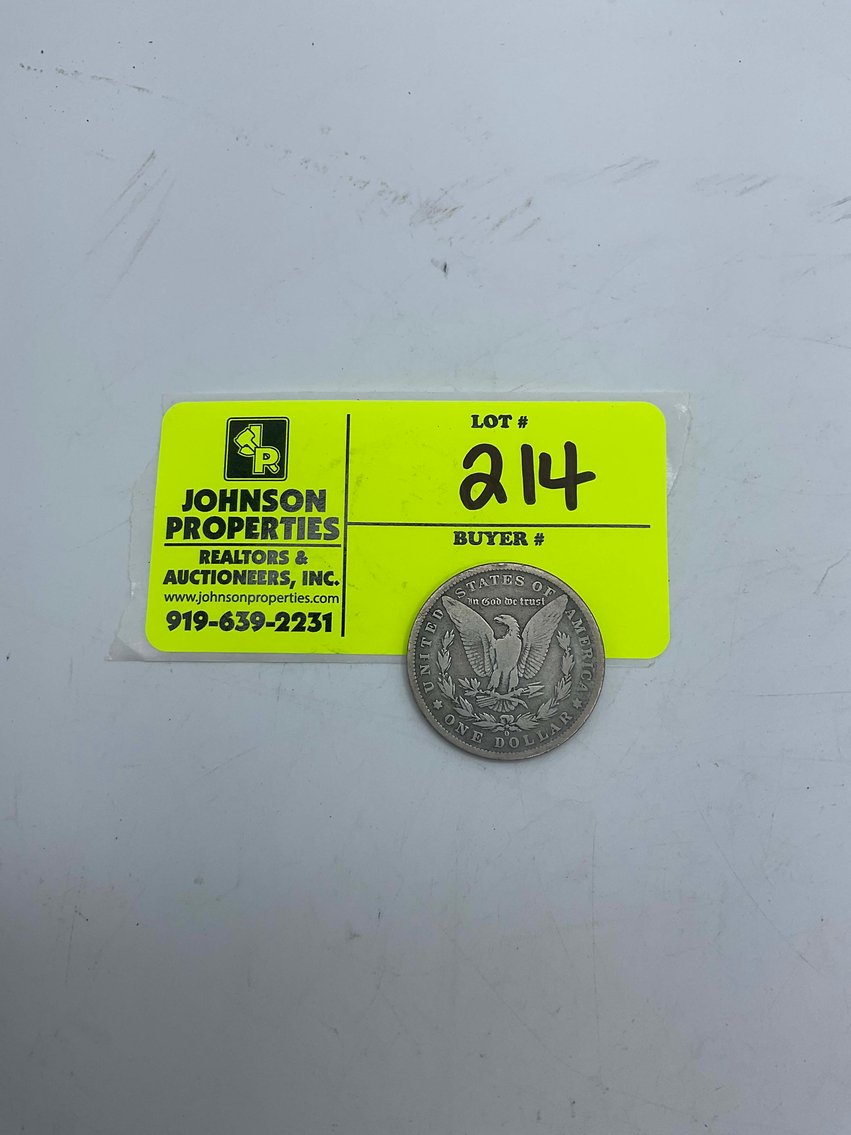 JR
JOHNSON
PROPERTIES
REALTORS &
AUCTIONEERS, INC.
www.johnsonproperties.com
919-639-2231
LOT #
214
BUYER #
UNITED STATES OF AMERICA
In God we trust
O
ONE DOLLAR